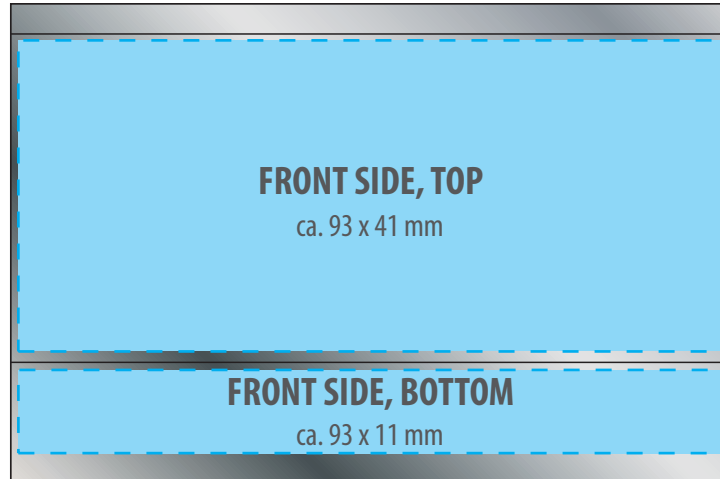 FRONT SIDE, TOP
ca. 93 x 41 mm
FRONT SIDE, BOTTOM
ca. 93 x 11 mm